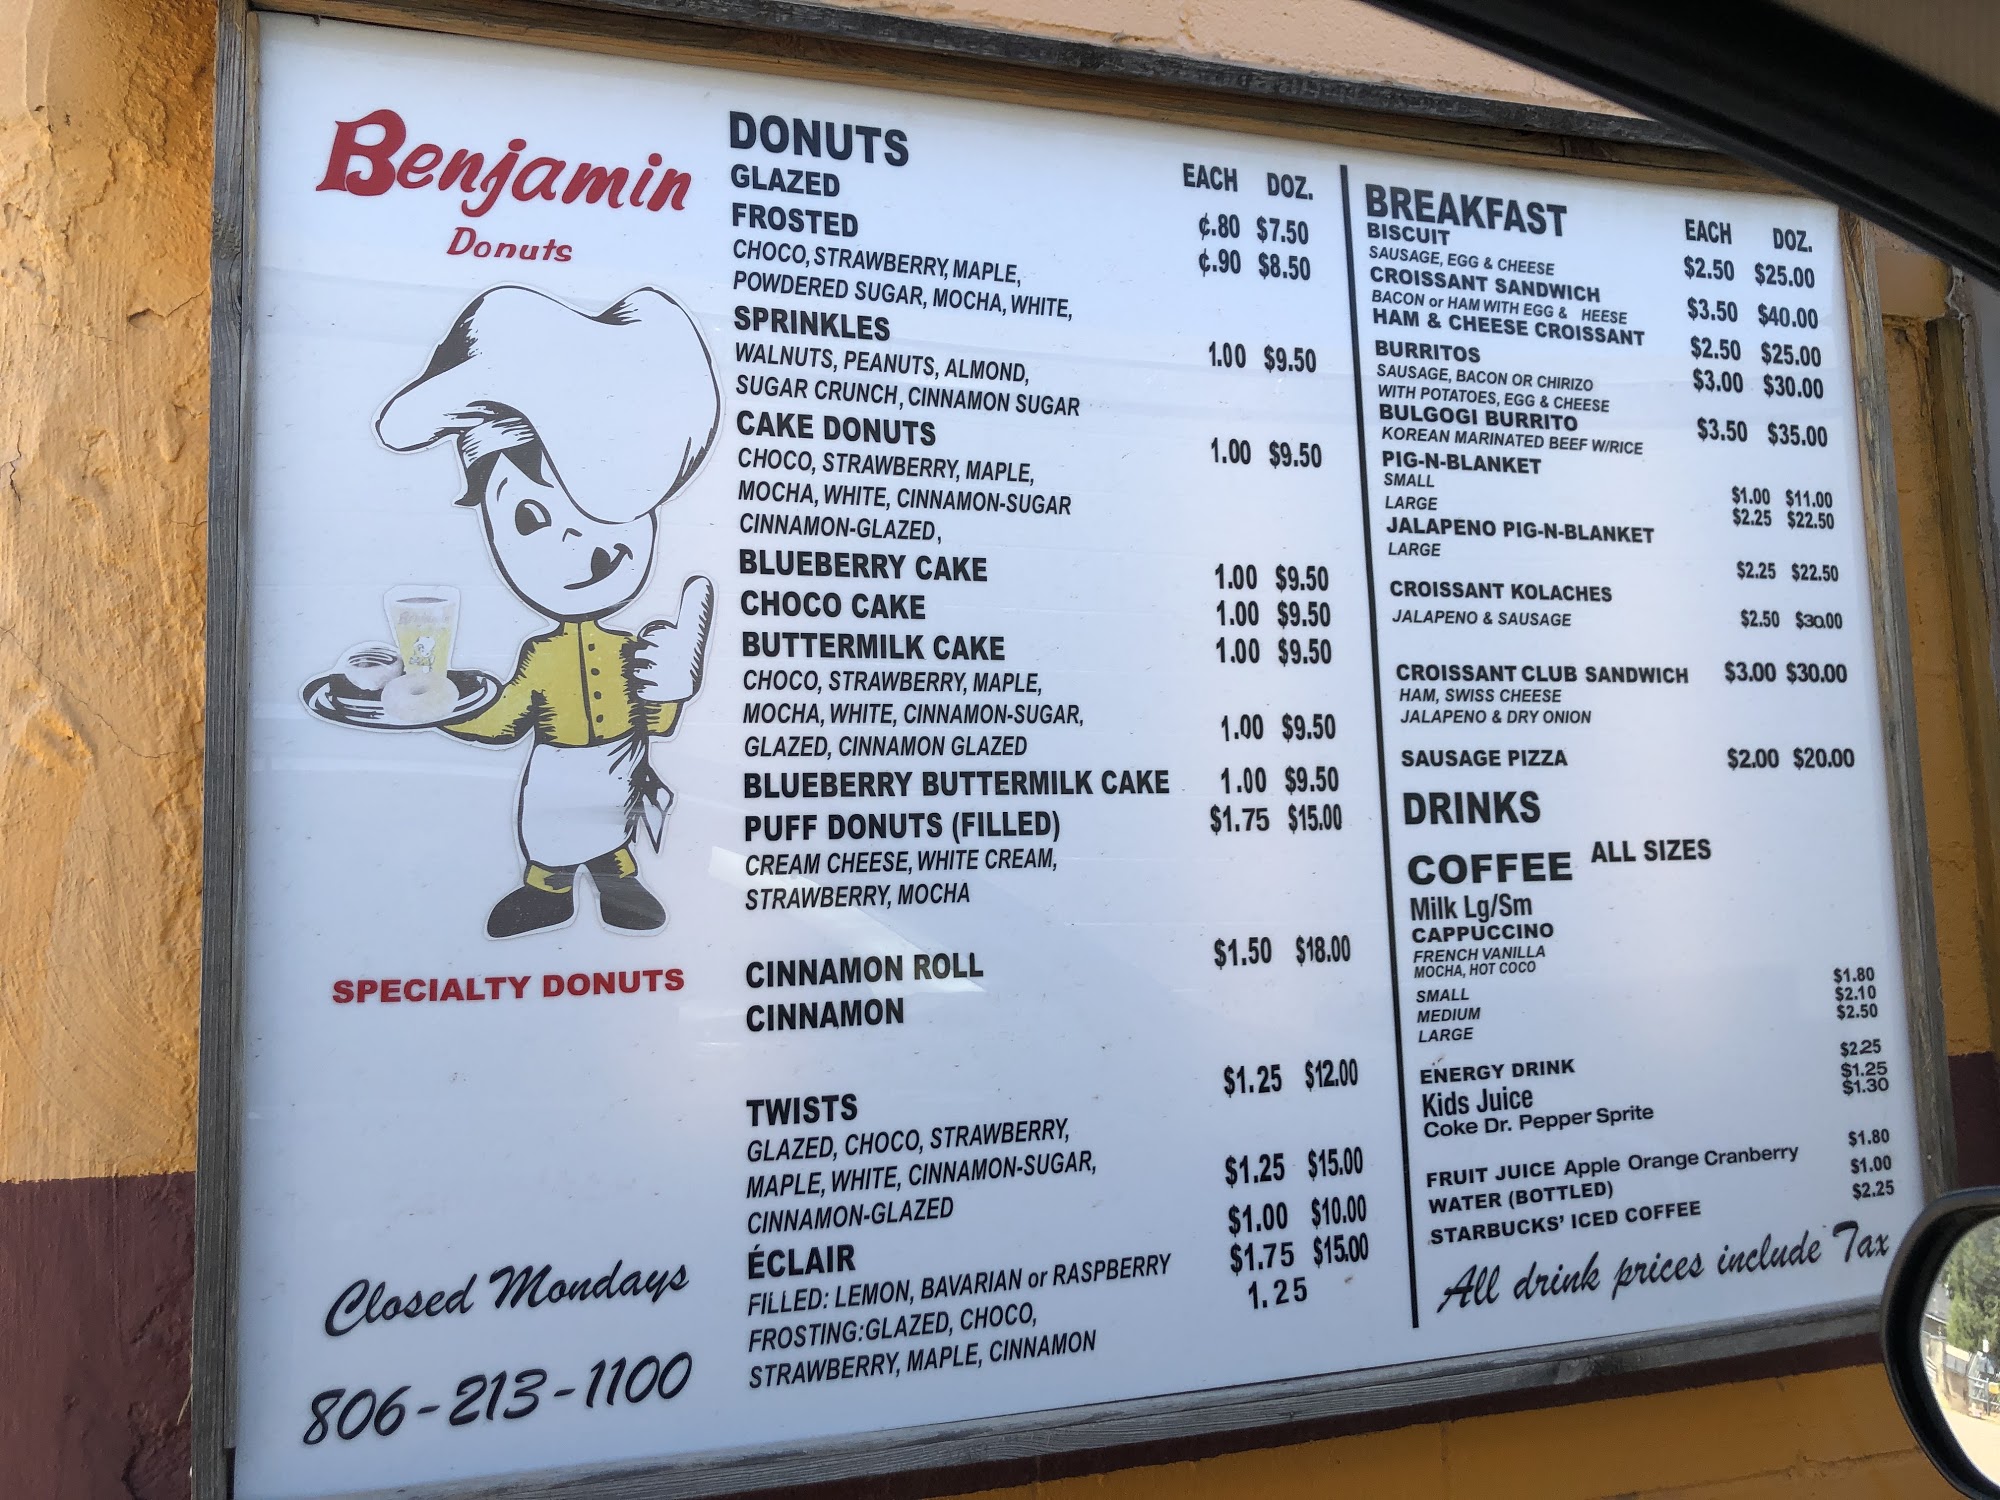 Benjamin
Donuts
SPECIALTY DONUTS
Closed Mondays
806-213-1100
DONUTS
EACH DOZ.
GLAZED ¢.80 $7.50
FROSTED ¢.90 $8.50
CHOCO, STRAWBERRY, MAPLE,
POWDERED SUGAR, MOCHA, WHITE,
SPRINKLES 1.00 $9.50
WALNUTS, PEANUTS, ALMOND,
SUGAR CRUNCH, CINNAMON SUGAR
CAKE DONUTS 1.00 $9.50
CHOCO, STRAWBERRY, MAPLE,
MOCHA, WHITE, CINNAMON-SUGAR
CINNAMON-GLAZED,
BLUEBERRY CAKE 1.00 $9.50
CHOCO CAKE 1.00 $9.50
BUTTERMILK CAKE 1.00 $9.50
CHOCO, STRAWBERRY, MAPLE,
MOCHA, WHITE, CINNAMON-SUGAR, 1.00 $9.50
GLAZED, CINNAMON GLAZED
BLUEBERRY BUTTERMILK CAKE 1.00 $9.50
PUFF DONUTS (FILLED) $1.75 $15.00
CREAM CHEESE, WHITE CREAM,
STRAWBERRY, MOCHA
CINNAMON ROLL $1.50 $18.00
CINNAMON
$1.25 $12.00
TWISTS
GLAZED, CHOCO, STRAWBERRY,
MAPLE, WHITE, CINNAMON-SUGAR, $1.25 $15.00
CINNAMON-GLAZED $1.00 $10.00
ÉCLAIR $1.75 $15.00
FILLED: LEMON, BAVARIAN or RASPBERRY 1.25
FROSTING:GLAZED, CHOCO,
STRAWBERRY, MAPLE, CINNAMON
BREAKFAST
EACH DOZ.
BISCUIT $2.50 $25.00
SAUSAGE, EGG & CHEESE
CROISSANT SANDWICH $3.50 $40.00
BACON or HAM WITH EGG & HEESE
HAM & CHEESE CROISSANT $2.50 $25.00
BURRITOS $3.00 $30.00
SAUSAGE, BACON OR CHIRIZO
WITH POTATOES, EGG & CHEESE
BULGOGI BURRITO $3.50 $35.00
KOREAN MARINATED BEEF W/RICE
PIG-N-BLANKET
SMALL $1.00 $11.00
LARGE $2.25 $22.50
JALAPENO PIG-N-BLANKET
LARGE $2.25 $22.50
CROISSANT KOLACHES
JALAPENO & SAUSAGE $2.50 $30.00
CROISSANT CLUB SANDWICH $3.00 $30.00
HAM, SWISS CHEESE
JALAPENO & DRY ONION
SAUSAGE PIZZA $2.00 $20.00
DRINKS
COFFEE ALL SIZES
Milk Lg/Sm
CAPPUCCINO
FRENCH VANILLA
MOCHA, HOT COCO
SMALL $1.80
MEDIUM $2.10
LARGE $2.50
ENERGY DRINK $2.25
Kids Juice $1.25
Coke Dr. Pepper Sprite $1.30
FRUIT JUICE Apple Orange Cranberry $1.80
WATER (BOTTLED) $1.00
STARBUCKS' ICED COFFEE $2.25
All drink prices include Tax